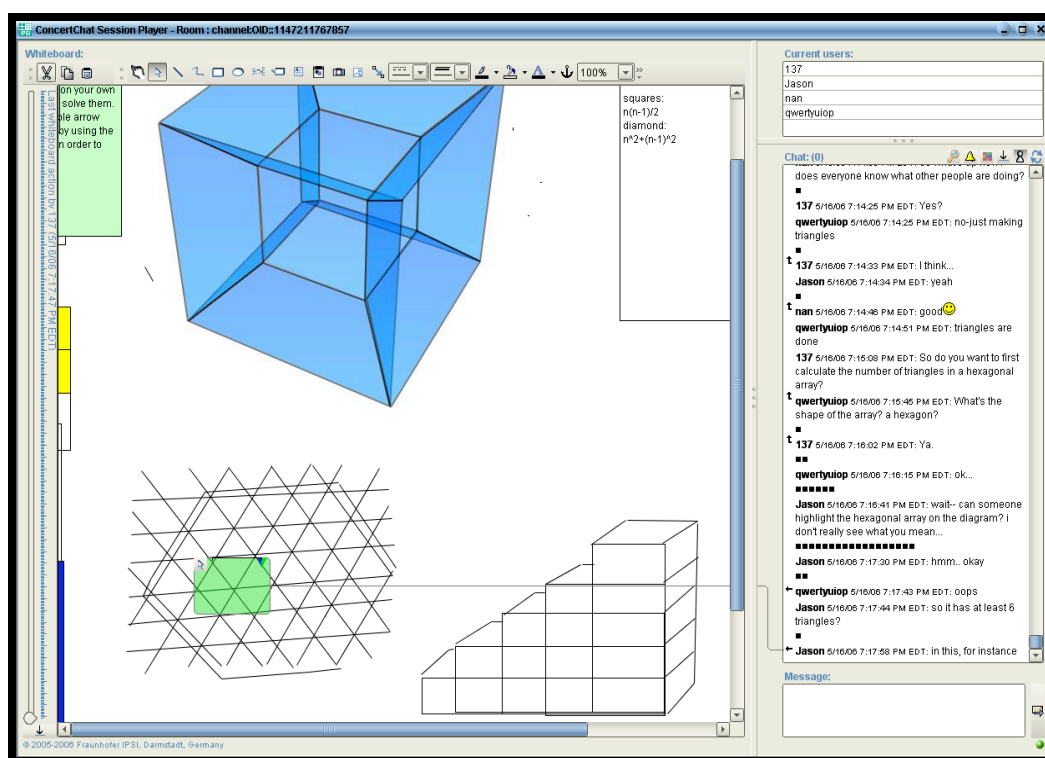 ConcertChat Session Player - Room : channel:OID::1147211767857
Whiteboard:
100%
on your own
solve them.
ble arrow
by using the
n order to
Last whiteboard action by 137 (5/16/06 7:17:47 PM EDT)
squares:
n(n-1)/2
diamond:
n^2+(n-1)^2
© 2005-2006 Fraunhofer IPSI, Darmstadt, Germany
Current users:
137
Jason
nan
qwertyuiop
Chat: (0)
does everyone know what other people are doing?
137 5/16/06 7:14:25 PM EDT: Yes?
qwertyuiop 5/16/06 7:14:25 PM EDT: no-just making
triangles
137 5/16/06 7:14:33 PM EDT: I think...
Jason 5/16/06 7:14:34 PM EDT: yeah
nan 5/16/06 7:14:46 PM EDT: good
qwertyuiop 5/16/06 7:14:51 PM EDT: triangles are
done
137 5/16/06 7:15:08 PM EDT: So do you want to first
calculate the number of triangles in a hexagonal
array?
qwertyuiop 5/16/06 7:15:45 PM EDT: What's the
shape of the array? a hexagon?
137 5/16/06 7:16:02 PM EDT: Ya.
qwertyuiop 5/16/06 7:16:15 PM EDT: ok...
Jason 5/16/06 7:16:41 PM EDT: wait-- can someone
highlight the hexagonal array on the diagram? i
don't really see what you mean...
Jason 5/16/06 7:17:30 PM EDT: hmm.. okay
qwertyuiop 5/16/06 7:17:43 PM EDT: oops
Jason 5/16/06 7:17:44 PM EDT: so it has at least 6
triangles?
Jason 5/16/06 7:17:58 PM EDT: in this, for instance
Message: